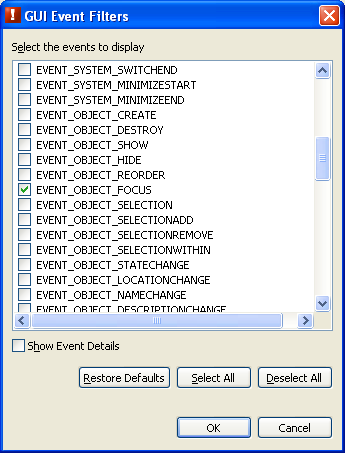 GUI Event Filters
Select the events to display
EVENT_SYSTEM_SWITCHEND
EVENT_SYSTEM_MINIMIZESTART
EVENT_SYSTEM_MINIMIZEEND
EVENT_OBJECT_CREATE
EVENT_OBJECT_DESTROY
EVENT_OBJECT_SHOW
EVENT_OBJECT_HIDE
EVENT_OBJECT_REORDER
EVENT_OBJECT_FOCUS
EVENT_OBJECT_SELECTION
EVENT_OBJECT_SELECTIONADD
EVENT_OBJECT_SELECTIONREMOVE
EVENT_OBJECT_SELECTIONWITHIN
EVENT_OBJECT_STATECHANGE
EVENT_OBJECT_LOCATIONCHANGE
EVENT_OBJECT_NAMECHANGE
EVENT_OBJECT_DESCRIPTIONCHANGE
Show Event Details
Restore Defaults Select All Deselect All
OK Cancel